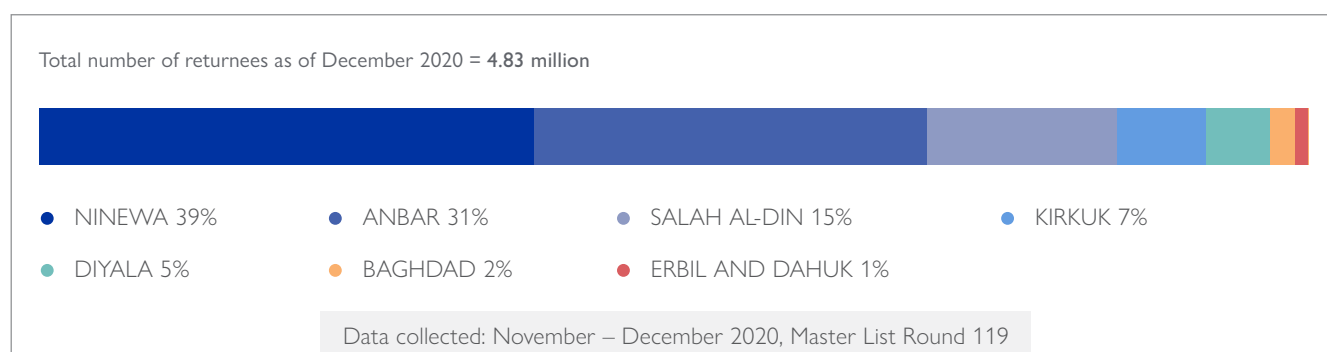 Total number of returnees as of December 2020 = 4.83 million
NINEWA 39%
ANBAR 31%
SALAH AL-DIN 15%
KIRKUK 7%
DIYALA 5%
BAGHDAD 2%
ERBIL AND DAHUK 1%
Data collected: November – December 2020, Master List Round 119